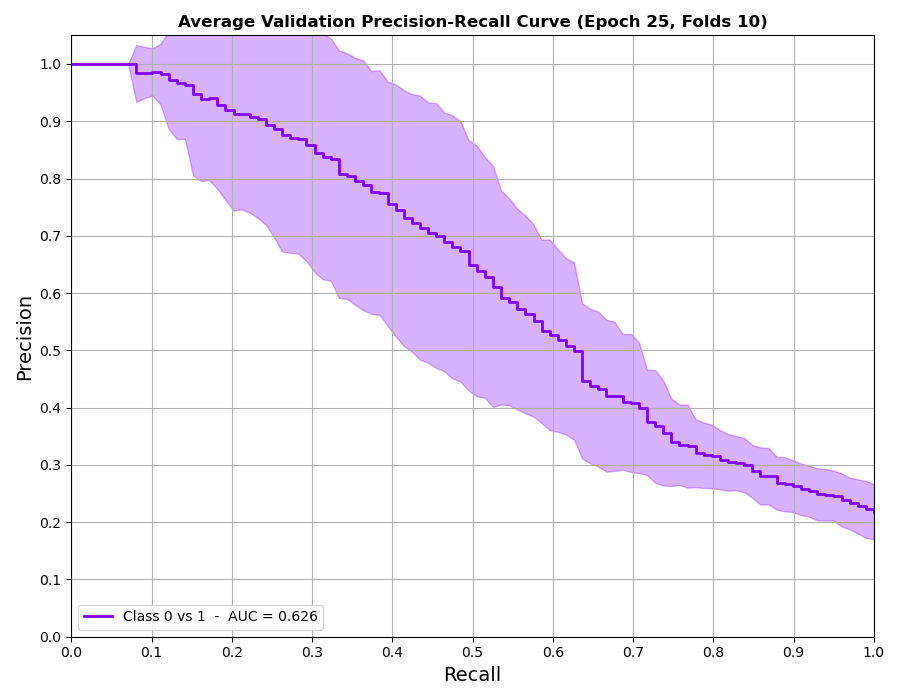 Average Validation Precision-Recall Curve (Epoch 25, Folds 10)
Precision
1.0
0.9
0.8
0.7
0.6
0.5
0.4
0.3
0.2
0.1
0.0
Class 0 vs 1 - AUC = 0.626
0.0 0.1 0.2 0.3 0.4 0.5 0.6 0.7 0.8 0.9 1.0
Recall